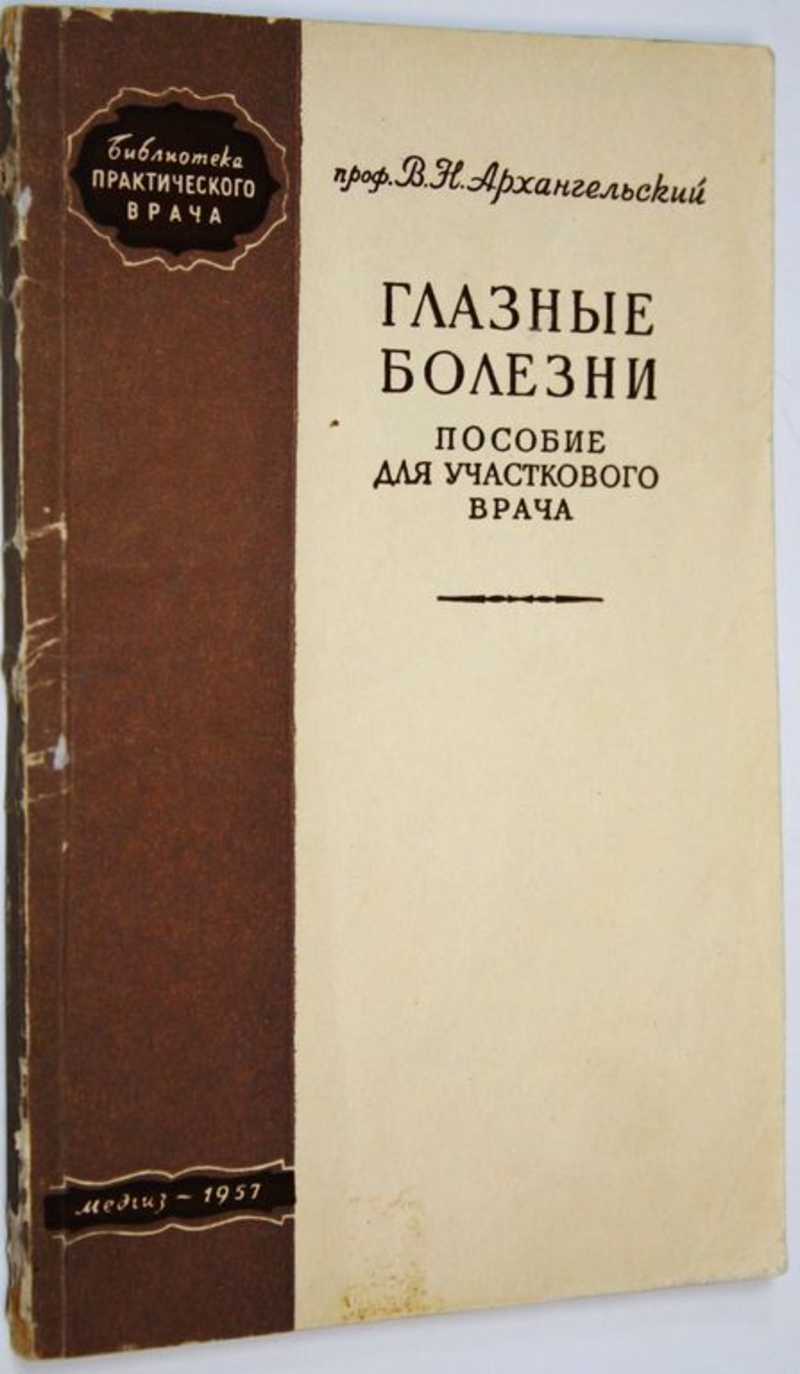 Библиотека
ПРАКТИЧЕСКОГО
ВРАЧА
проф. В. Н. Архангельский
ГЛАЗНЫЕ
БОЛЕЗНИ
ПОСОБИЕ
ДЛЯ УЧАСТКОВОГО
ВРАЧА
медгиз – 1957